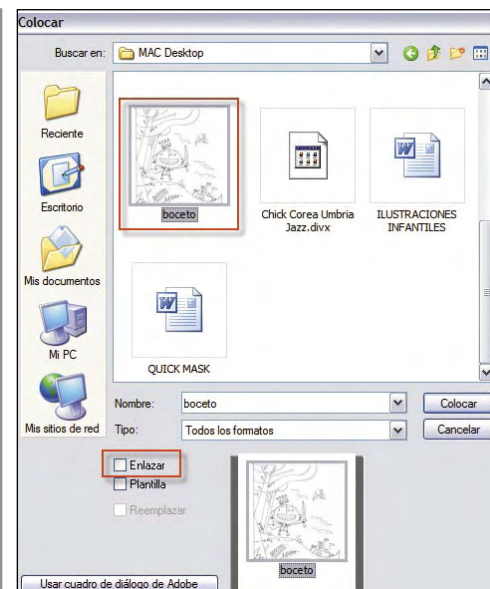 Colocar
Buscar en: MAC Desktop
Reciente
Escritorio
Mis documentos
Mi PC
Mis sitios de red
boceto
Chick Corea Umbria
Jazz.divx
ILUSTRACIONES
INFANTILES
QUICK MASK
Nombre: boceto
Colocar
Tipo: Todos los formatos
Cancelar
Enlazar
Plantilla
Reemplazar
boceto
Usar cuadro de diálogo de Adobe